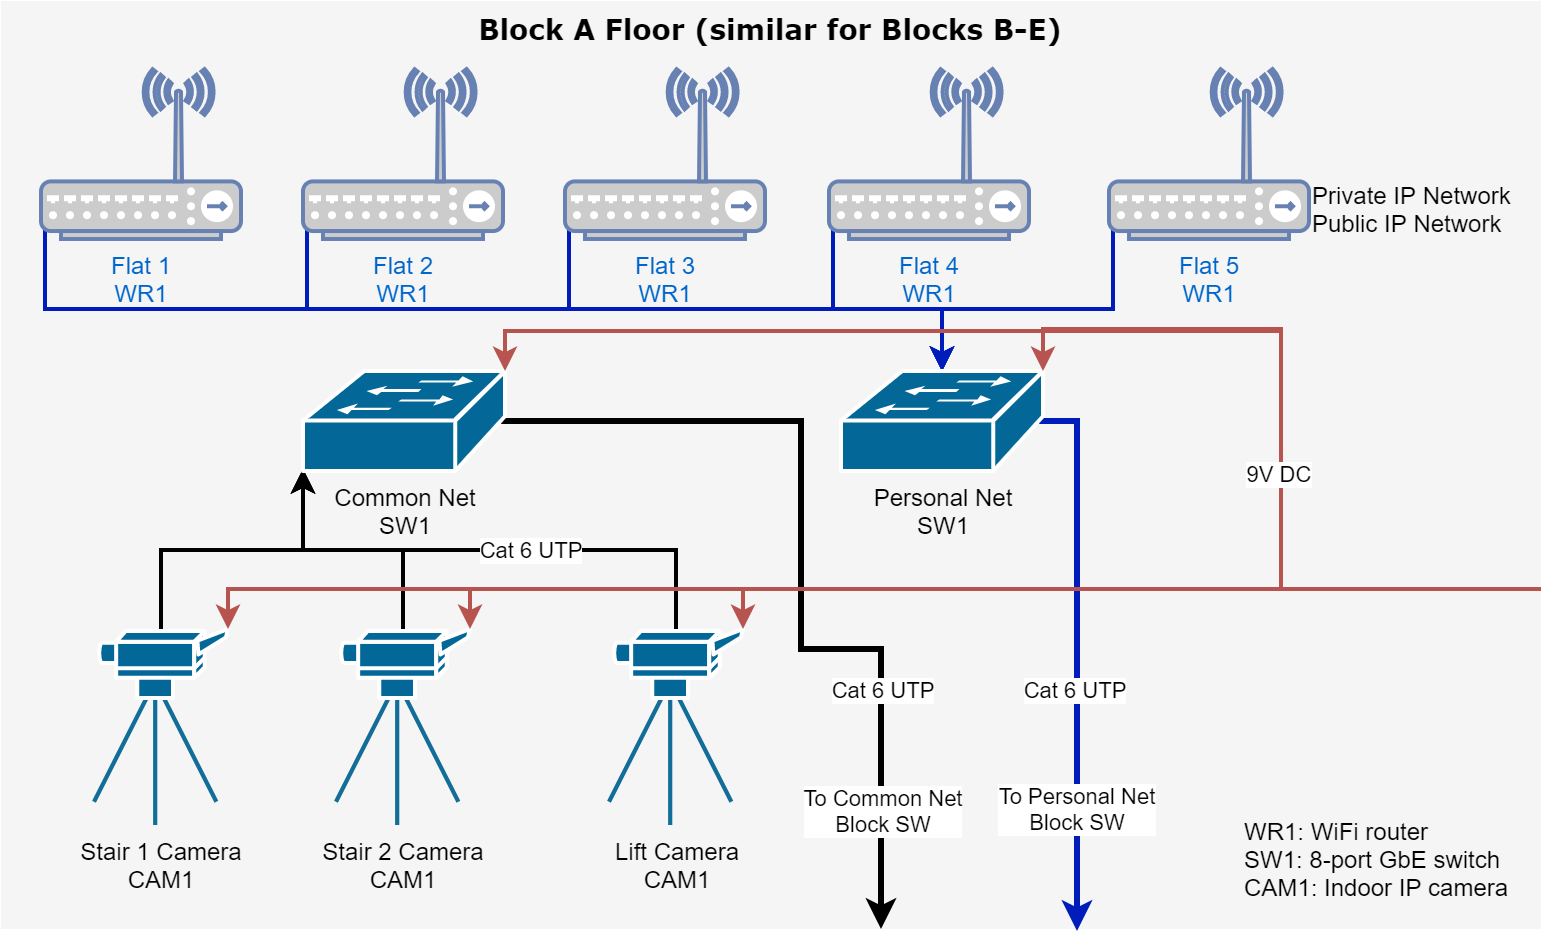 Block A Floor (similar for Blocks B-E)
Private IP Network
Public IP Network
Flat 1
WR1
Flat 2
WR1
Flat 3
WR1
Flat 4
WR1
Flat 5
WR1
9V DC
Common Net
SW1
Personal Net
SW1
Cat 6 UTP
Cat 6 UTP
Cat 6 UTP
To Common Net
Block SW
To Personal Net
Block SW
Stair 1 Camera
CAM1
Stair 2 Camera
CAM1
Lift Camera
CAM1
WR1: WiFi router
SW1: 8-port GbE switch
CAM1: Indoor IP camera